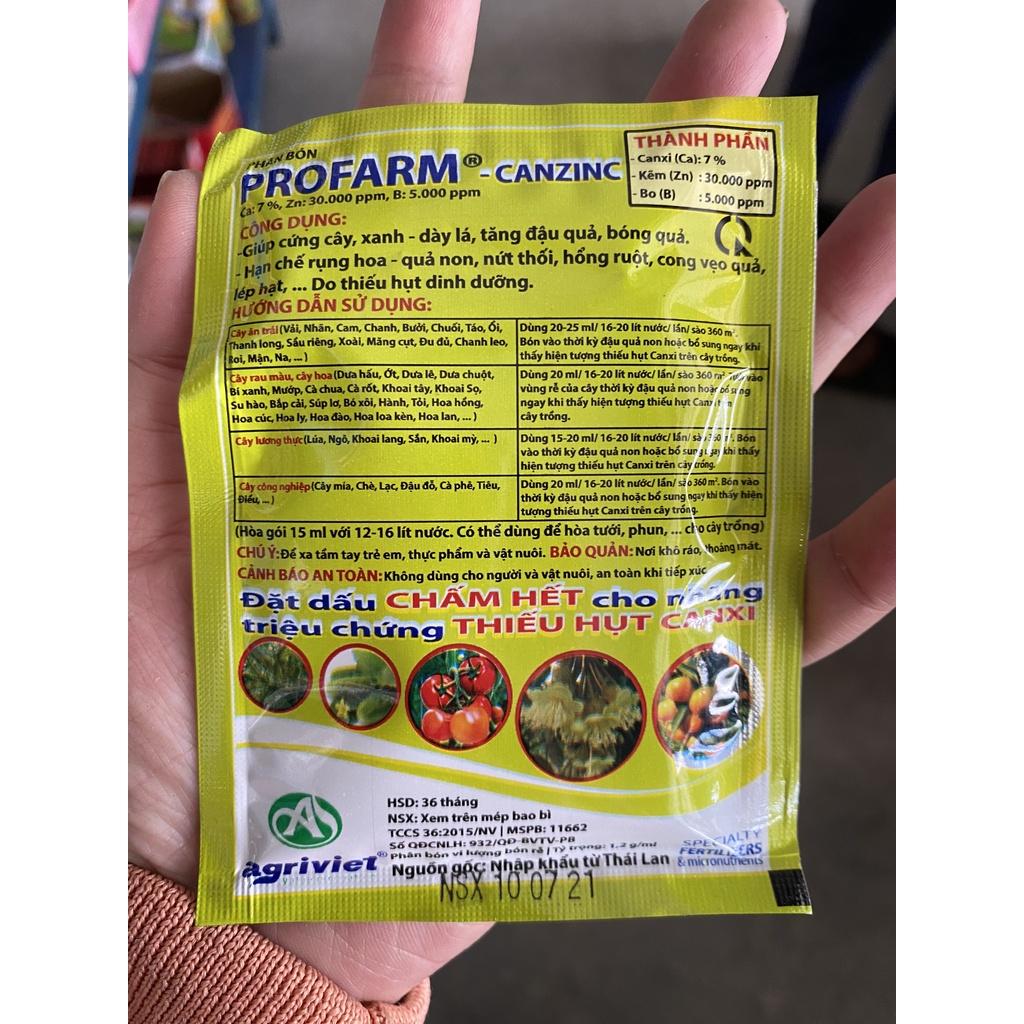 PHÂN BÓN
PROFARM® - CANZINC
Ca: 7 %, Zn: 30.000 ppm, B: 5.000 ppm
THÀNH PHẦN
- Canxi (Ca): 7 %
- Kẽm (Zn) : 30.000 ppm
- Bo (B) : 5.000 ppm
CÔNG DỤNG:
-Giúp cứng cây, xanh - dày lá, tăng đậu quả, bóng quả.
- Hạn chế rụng hoa - quả non, nứt thối, hồng ruột, cong vẹo quả,
lép hạt, ... Do thiếu hụt dinh dưỡng.
HƯỚNG DẪN SỬ DỤNG:
Cây ăn trái (Vải, Nhãn, Cam, Chanh, Bưởi, Chuối, Táo, Ổi,
Thanh long, Sầu riêng, Xoài, Măng cụt, Đu đủ, Chanh leo,
Roi, Mận, Na, ... )
Dùng 20-25 ml/ 16-20 lít nước/ lần/ sào 360 m².
Bón vào thời kỳ đậu quả non hoặc bổ sung ngay khi
thấy hiện tượng thiếu hụt Canxi trên cây trồng.
Cây rau màu, cây hoa (Dưa hấu, Ớt, Dưa lê, Dưa chuột,
Bí xanh, Mướp, Cà chua, Cà rốt, Khoai tây, Khoai Sọ,
Su hào, Bắp cải, Súp lơ, Bó xôi, Hành, Tỏi, Hoa hồng,
Hoa cúc, Hoa ly, Hoa đào, Hoa loa kèn, Hoa lan, ... )
Dùng 20 ml/ 16-20 lít nước/ lần/ sào 360 m². vào
vùng rễ của cây thời kỳ đậu quả non hoặc bổ sung
ngay khi thấy hiện tượng thiếu hụt Canxi trên
cây trồng.
Cây lương thực (Lúa, Ngô, Khoai lang, Sắn, Khoai mỳ, ... )
Dùng 15-20 ml/ 16-20 lít nước/ lần/ sào 360 m². Bón
vào thời kỳ đậu quả non hoặc bổ sung ngay khi thấy
hiện tượng thiếu hụt Canxi trên cây trồng.
Cây công nghiệp (Cây mía, Chè, Lạc, Đậu đỗ, Cà phê, Tiêu,
Điều, ... )
Dùng 20 ml/ 16-20 lít nước/ lần/ sào 360 m². Bón vào
thời kỳ đậu quả non hoặc bổ sung ngay khi thấy hiện
tượng thiếu hụt Canxi trên cây trồng.
(Hòa gói 15 ml với 12-16 lít nước. Có thể dùng để hòa tưới, phun, ... cho cây trồng)
CHÚ Ý: Để xa tầm tay trẻ em, thực phẩm và vật nuôi. BẢO QUẢN: Nơi khô ráo, thoáng mát.
CẢNH BÁO AN TOÀN: Không dùng cho người và vật nuôi, an toàn khi tiếp xúc
Đặt dấu CHẤM HẾT cho những
triệu chứng THIẾU HỤT CANXI
HSD: 36 tháng
NSX: Xem trên mép bao bì
TCCS 36:2015/NV | MSPB: 11662
Số QĐCNLH: 932/QĐ-BVTV-PB
Phân bón vi lượng bón rễ | Tỷ trọng: 1,2 g/ml
Nguồn gốc: Nhập khẩu từ Thái Lan
agriviet®
SPECIALTY
FERTILIZERS
& micronutrients
NSX 10 07 21